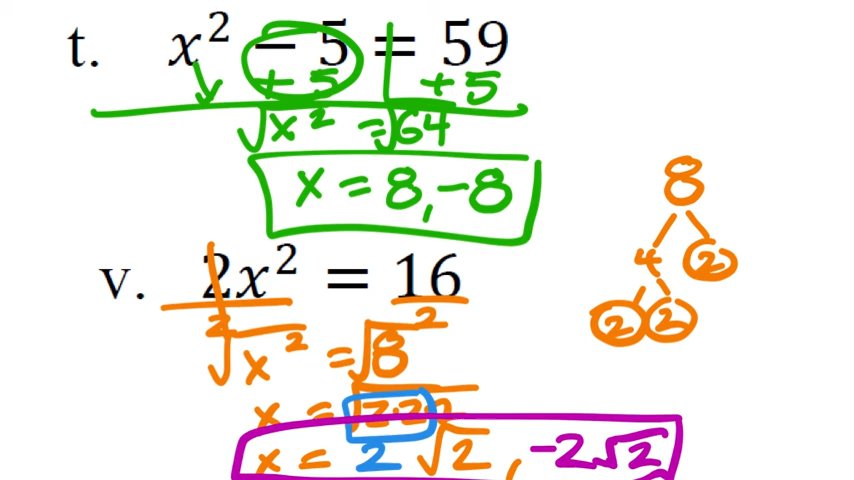 t. x² − 5 = 59
+ 5 + 5
√x² = √64
x = 8, −8
v. 2x² = 16
2 2
√x² = √8
x = √2·2·2
x = 2√2, −2√2
8
4 2
2 2